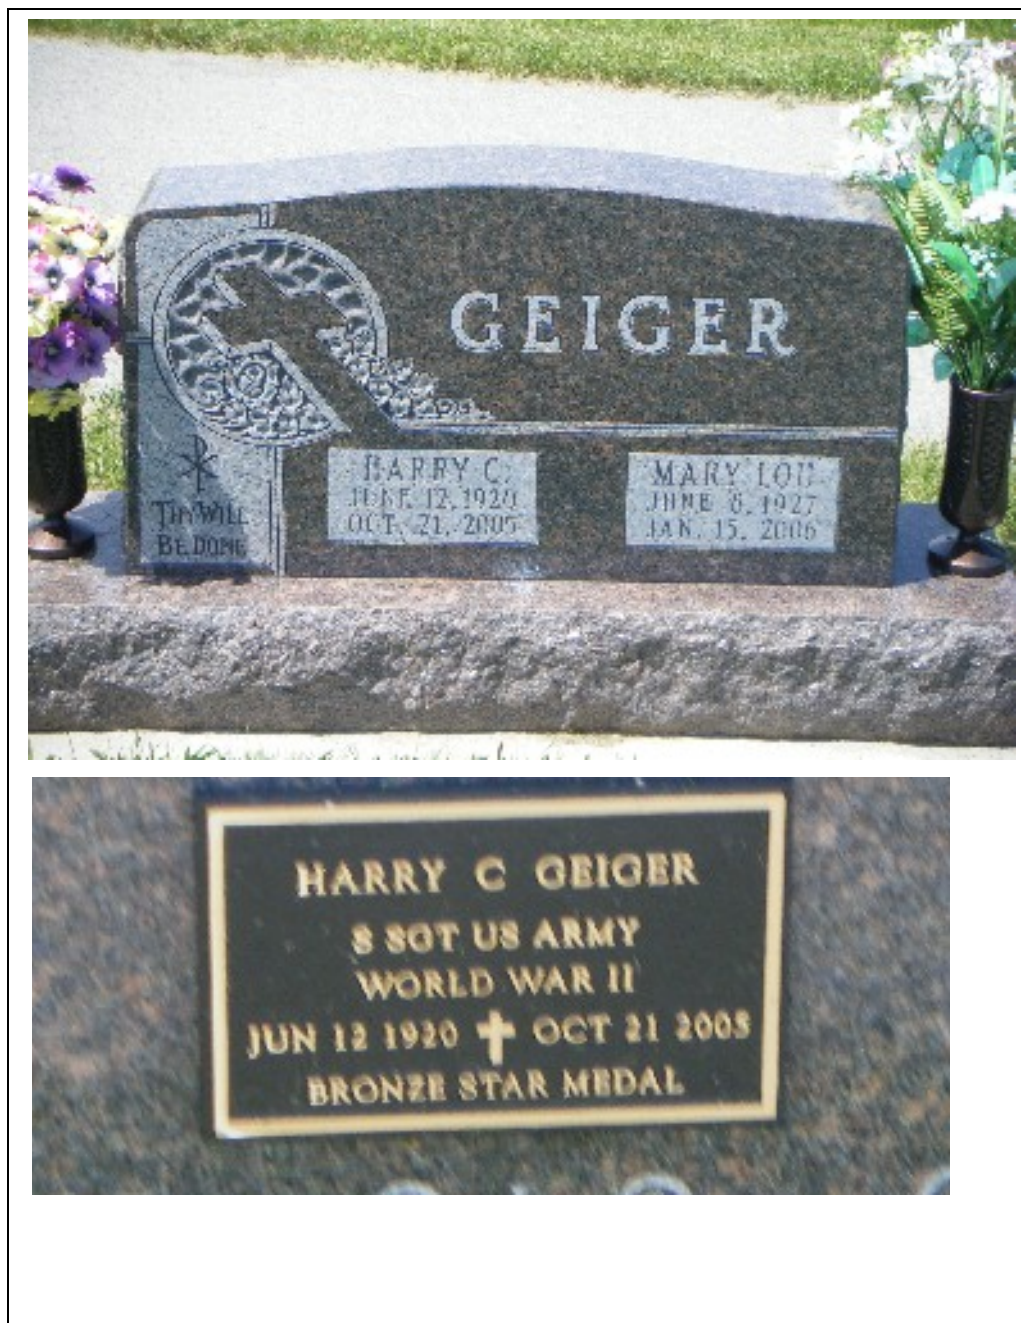 GEIGER
HARRY C.
JUNE 12, 1920
OCT. 21, 2005
MARY LOU
JUNE 8, 1927
JAN. 15, 2006
THY WILL
BE DONE
HARRY C GEIGER
S SGT US ARMY
WORLD WAR II
JUN 12 1920 OCT 21 2005
BRONZE STAR MEDAL